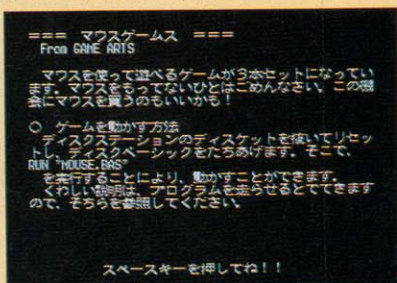 === マウスゲームス ===
From GAME ARTS
マウスを使って遊べるゲームが3本セットになってい
ます。マウスをもってないひとはごめんなさい。この機
会にマウスを買うのもいいかも!
○ ゲームを動かす方法
ディスクステーションのディスケットを抜いてリセッ
トし、ディスクベーシックをたちあげます。そこで、
RUN "MOUSE.BAS"
を実行することにより、動かすことができます。
くわしい説明は、プログラムを走らせるとでてきます
ので、そちらを参照してください。
スペースキーを押してね!!